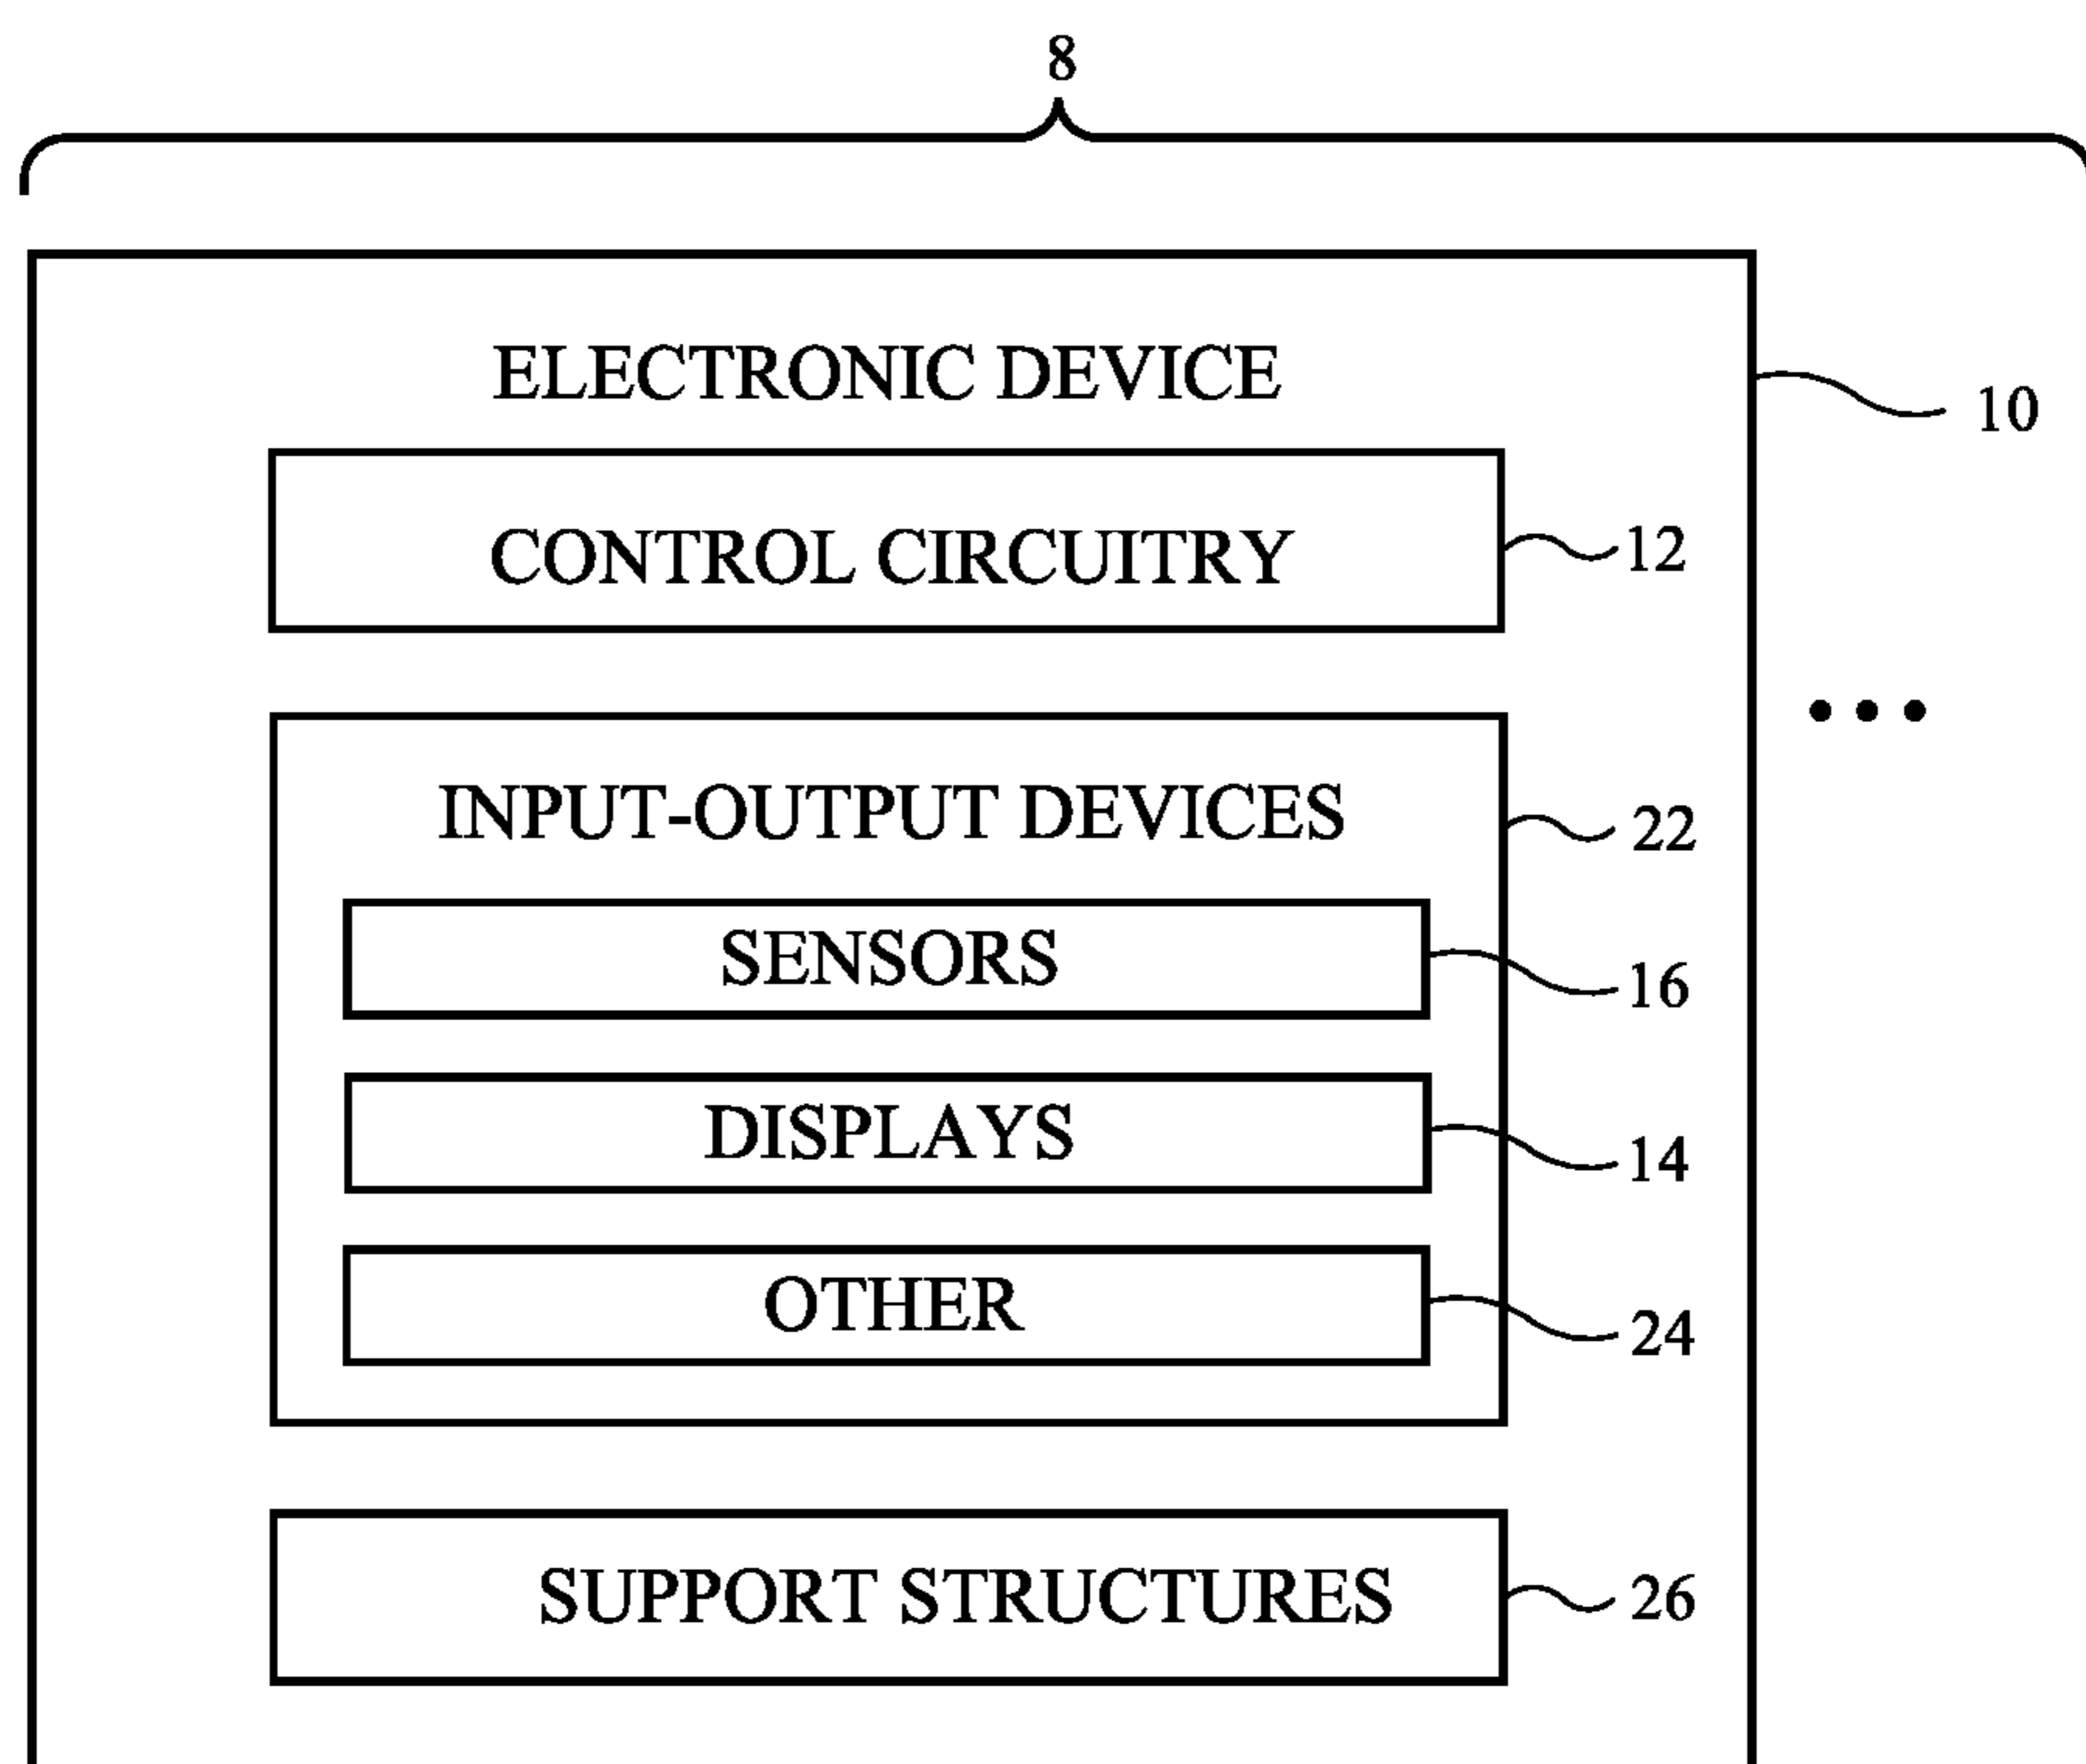 8
ELECTRONIC DEVICE
10
CONTROL CIRCUITRY
12
INPUT-OUTPUT DEVICES
22
SENSORS
16
DISPLAYS
14
OTHER
24
SUPPORT STRUCTURES
26